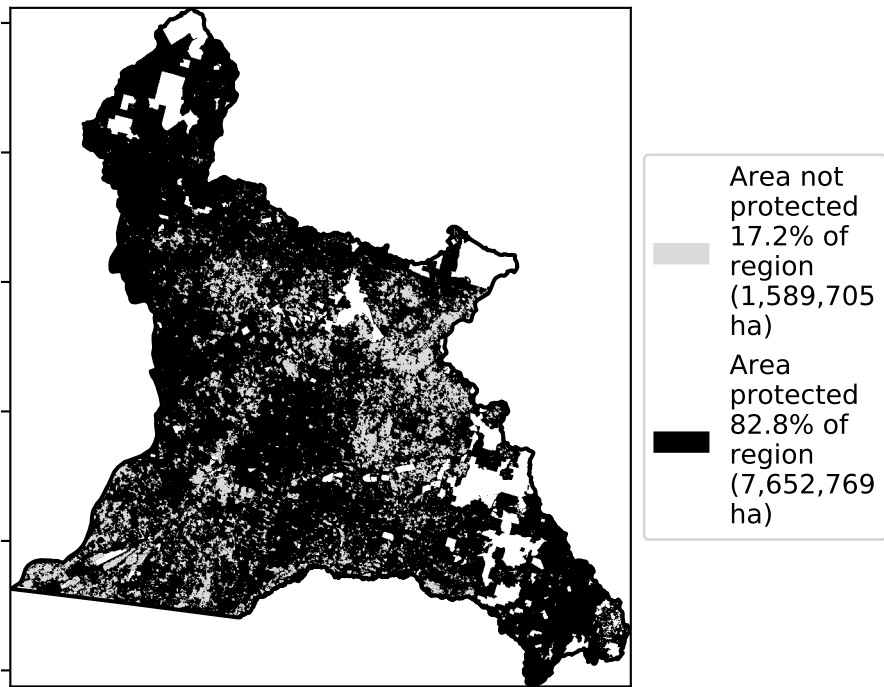 Area not
protected
17.2% of
region
(1,589,705
ha)
Area
protected
82.8% of
region
(7,652,769
ha)